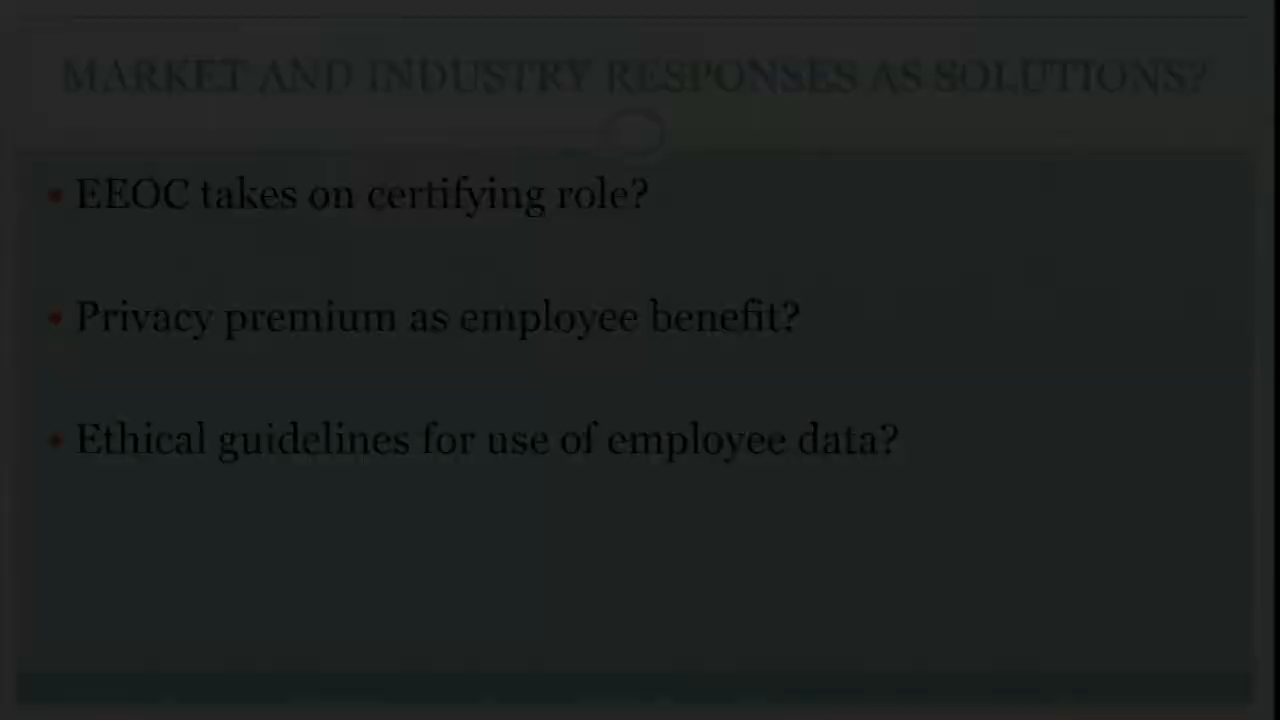 MARKET AND INDUSTRY RESPONSES AS SOLUTIONS?
• EEOC takes on certifying role?
• Privacy premium as employee benefit?
• Ethical guidelines for use of employee data?